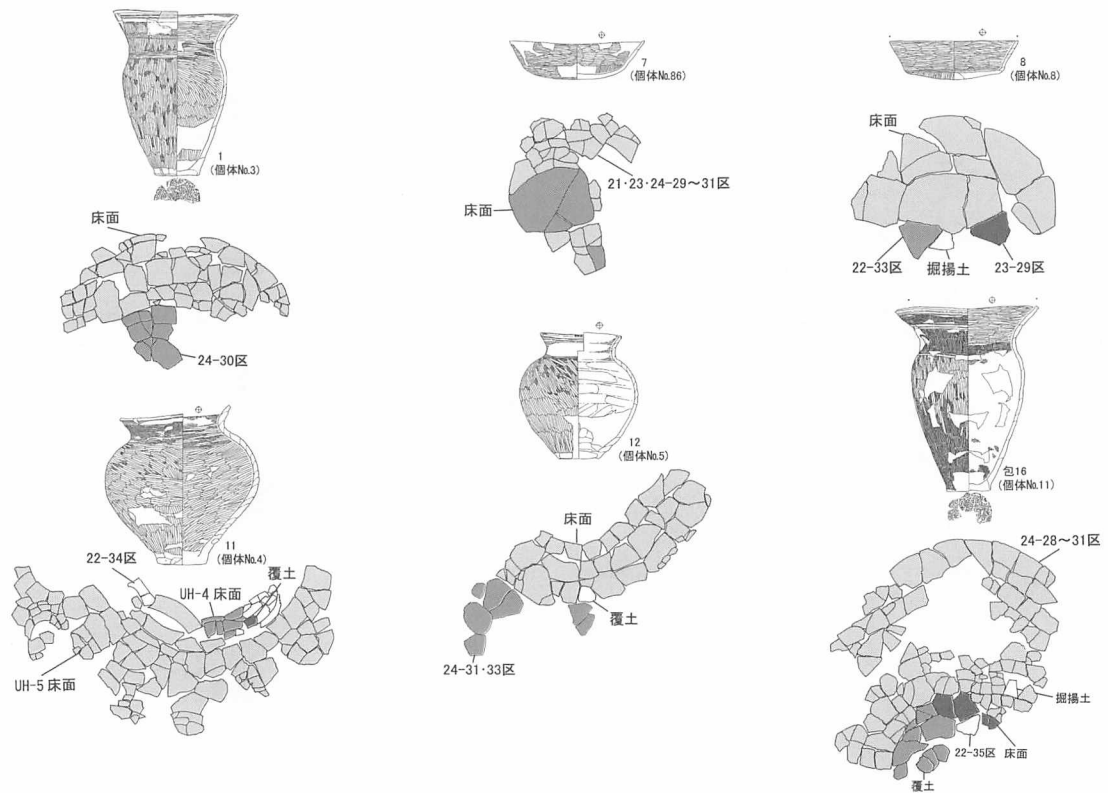 1
(個体No.3)
床面
24-30区
7
(個体No.86)
21・23・24-29～31区
床面
8
(個体No.8)
床面
22-33区
掘揚土
23-29区
11
(個体No.4)
22-34区
UH-4 床面
覆土
UH-5 床面
12
(個体No.5)
床面
覆土
24-31・33区
包16
(個体No.11)
24-28～31区
掘揚土
22-35区
床面
覆土